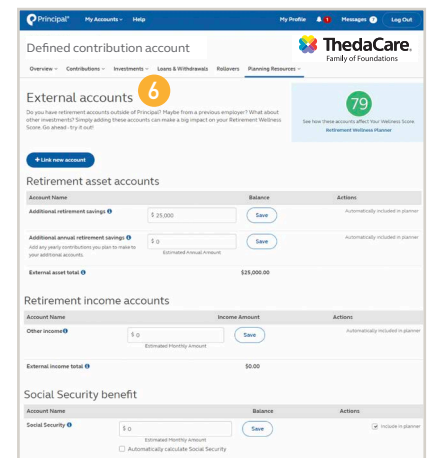 Principal® My Accounts Help My Profile 1 Messages 7 Log Out
Defined contribution account
ThedaCare.
Family of Foundations
Overview Contributions Investments Loans & Withdrawals Rollovers Planning Resources
External accounts
6
79
Do you have retirement accounts outside of Principal? Maybe from a previous employer? What about
other investments? Simply adding these accounts can make a big impact on your Retirement Wellness
Score. Go ahead - try it out!
See how these accounts affect Your Wellness Score.
Retirement Wellness Planner
+ Link new account
Retirement asset accounts
Account Name Balance Actions
Additional retirement savings $ 25,000 Save Automatically included in planner
Additional annual retirement savings $ 0 Save Automatically included in planner
Add any yearly contributions you plan to make to
your additional accounts.
Estimated Annual Amount
External asset total $25,000.00
Retirement income accounts
Account Name Income Amount Actions
Other income $ 0 Save Automatically included in planner
Estimated Monthly Amount
External income total $0.00
Social Security benefit
Account Name Balance Actions
Social Security $ 0 Save Include in planner
Estimated Monthly Amount
Automatically calculate Social Security